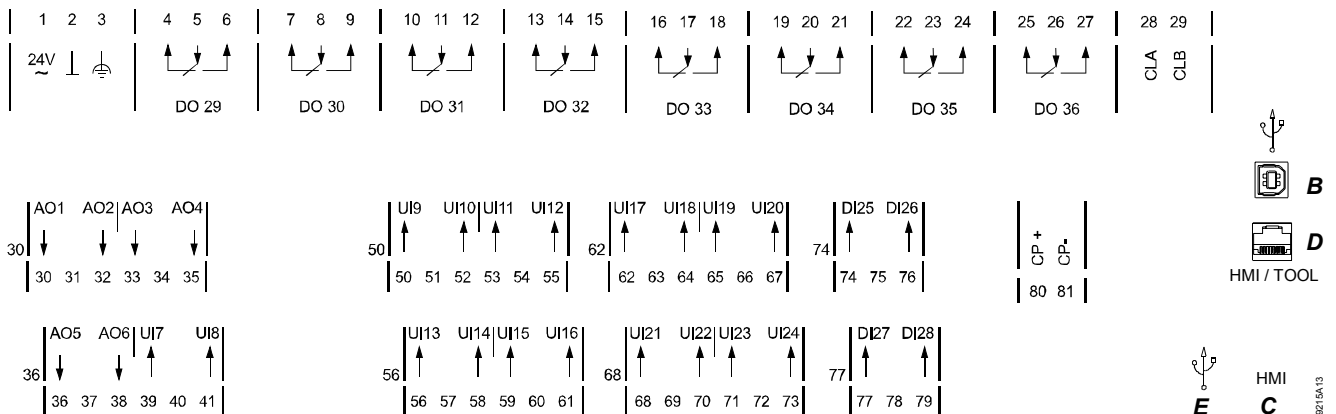 1 2 3 4 5 6 7 8 9 10 11 12 13 14 15 16 17 18 19 20 21 22 23 24 25 26 27 28 29
24V ~ CLA CLB
DO 29 DO 30 DO 31 DO 32 DO 33 DO 34 DO 35 DO 36
B
AO1 AO2 AO3 AO4 UI9 UI10 UI11 UI12 UI17 UI18 UI19 UI20 DI25 DI26 CP+ CP-
30 50 62 74 D
30 31 32 33 34 35 50 51 52 53 54 55 62 63 64 65 66 67 74 75 76 80 81 HMI / TOOL
AO5 AO6 UI7 UI8 UI13 UI14 UI15 UI16 UI21 UI22 UI23 UI24 DI27 DI28
36 56 68 77 HMI
36 37 38 39 40 41 56 57 58 59 60 61 68 69 70 71 72 73 77 78 79 E C
9215A13